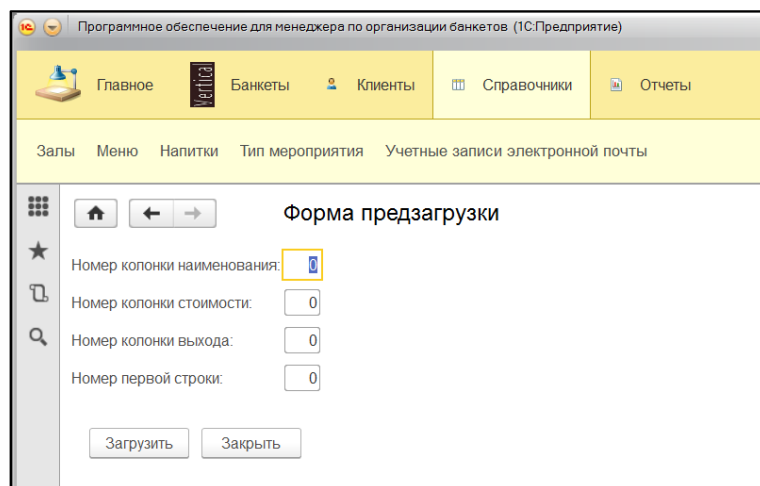 Программное обеспечение для менеджера по организации банкетов (1С:Предприятие)
Главное Vertical Банкеты Клиенты Справочники Отчеты
Залы Меню Напитки Тип мероприятия Учетные записи электронной почты
Форма предзагрузки
Номер колонки наименования: 0
Номер колонки стоимости: 0
Номер колонки выхода: 0
Номер первой строки: 0
Загрузить Закрыть